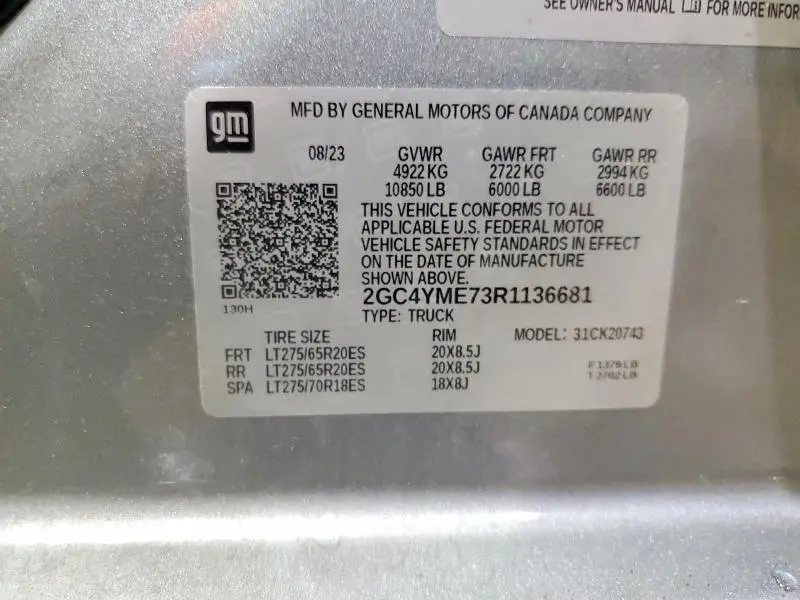 SEE OWNER'S MANUAL FOR MORE INFOR
gm
MFD BY GENERAL MOTORS OF CANADA COMPANY
08/23 GVWR GAWR FRT GAWR RR
4922 KG 2722 KG 2994 KG
10850 LB 6000 LB 6600 LB
THIS VEHICLE CONFORMS TO ALL
APPLICABLE U.S. FEDERAL MOTOR
VEHICLE SAFETY STANDARDS IN EFFECT
ON THE DATE OF MANUFACTURE
SHOWN ABOVE.
2GC4YME73R1136681
130H
TYPE: TRUCK
TIRE SIZE RIM MODEL: 31CK20743
FRT LT275/65R20ES 20X8.5J
RR LT275/65R20ES 20X8.5J
SPA LT275/70R18ES 18X8J